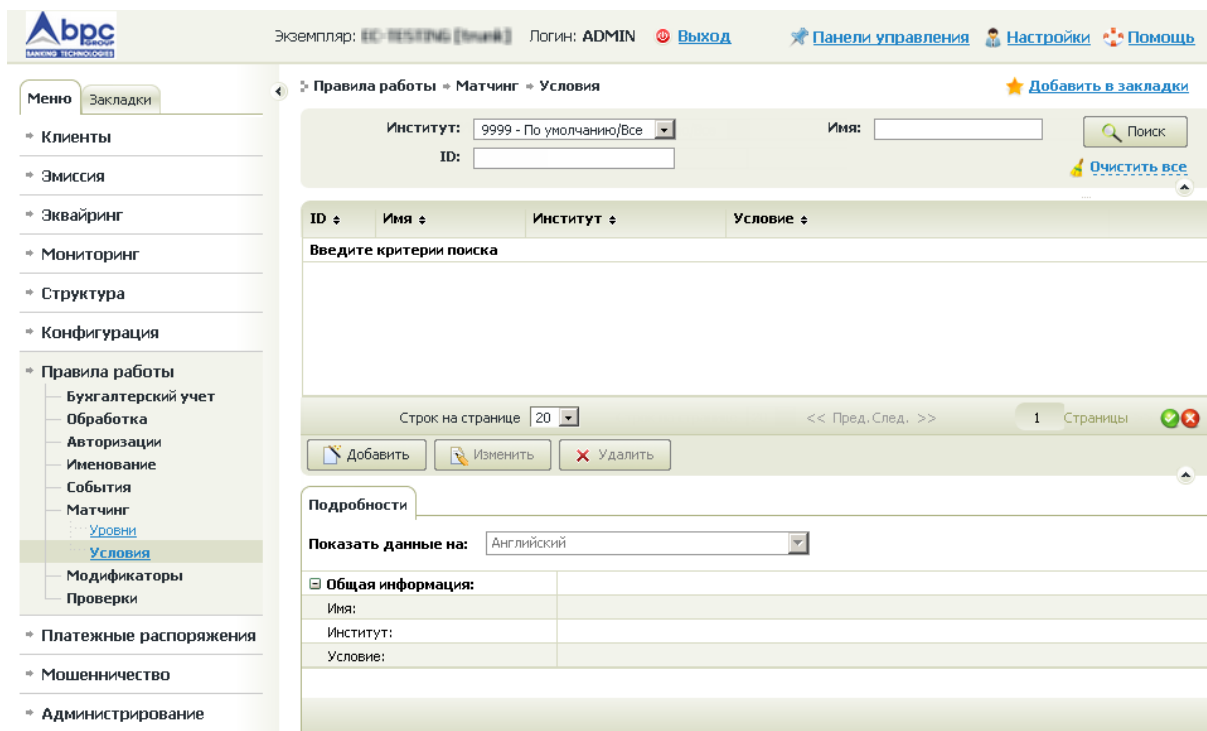 bpc
GROUP
BANKING TECHNOLOGIES
Экземпляр: Логин: ADMIN Выход Панели управления Настройки Помощь
Меню Закладки
Клиенты
Эмиссия
Эквайринг
Мониторинг
Структура
Конфигурация
Правила работы
Бухгалтерский учет
Обработка
Авторизации
Именование
События
Матчинг
Уровни
Условия
Модификаторы
Проверки
Платежные распоряжения
Мошенничество
Администрирование
Правила работы Матчинг Условия Добавить в закладки
Институт: 9999 - По умолчанию/Все Имя: Поиск
ID: Очистить все
ID Имя Институт Условие
Введите критерии поиска
Строк на странице 20 << Пред. След. >> 1 Страницы
Добавить Изменить Удалить
Подробности
Показать данные на: Английский
Общая информация:
Имя:
Институт:
Условие: